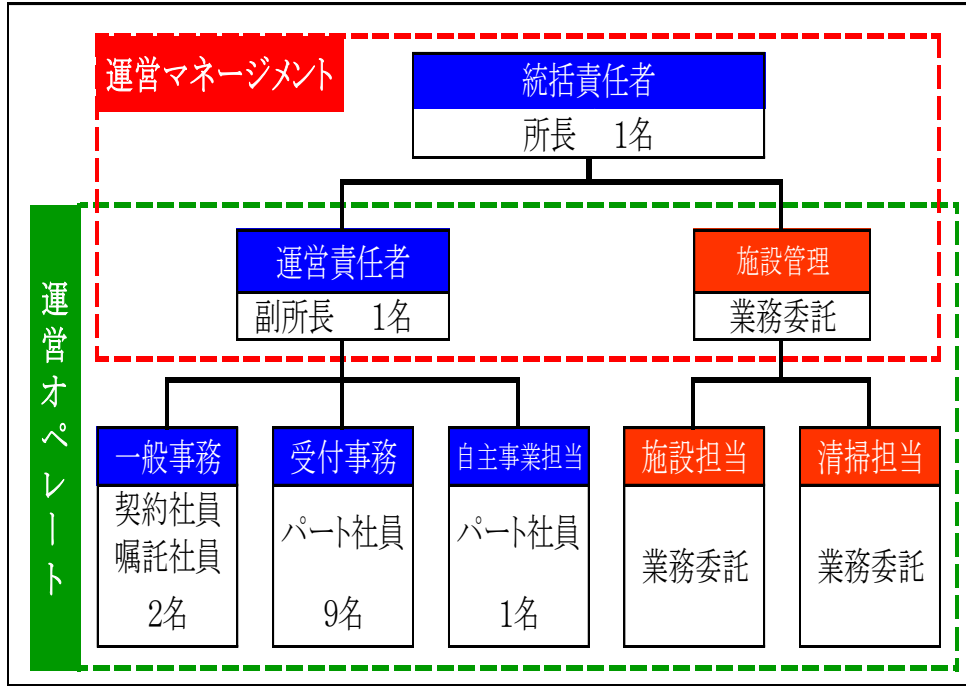 運営マネージメント
統括責任者
所長　1名
運営オペレート
運営責任者
副所長　1名
施設管理
業務委託
一般事務
契約社員
嘱託社員
2名
受付事務
パート社員
9名
自主事業担当
パート社員
1名
施設担当
業務委託
清掃担当
業務委託